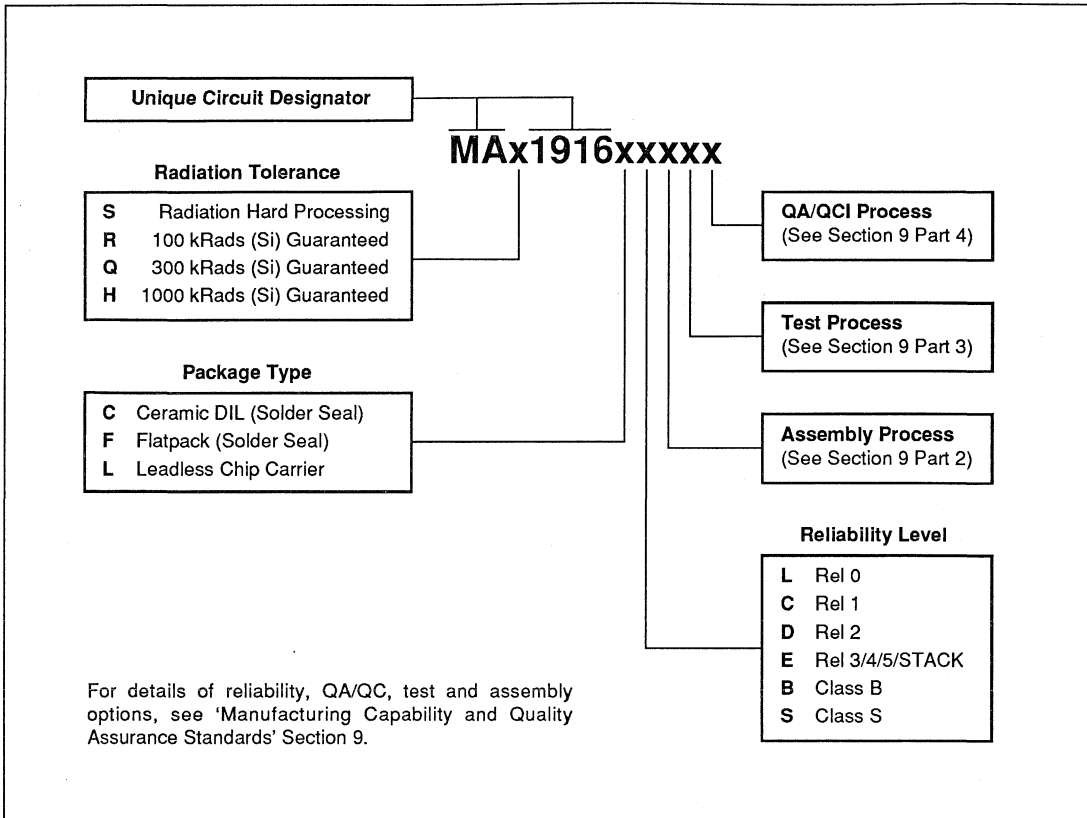 Unique Circuit Designator
MAx1916xxxxx
Radiation Tolerance
S Radiation Hard Processing
R 100 kRads (Si) Guaranteed
Q 300 kRads (Si) Guaranteed
H 1000 kRads (Si) Guaranteed
Package Type
C Ceramic DIL (Solder Seal)
F Flatpack (Solder Seal)
L Leadless Chip Carrier
QA/QCI Process
(See Section 9 Part 4)
Test Process
(See Section 9 Part 3)
Assembly Process
(See Section 9 Part 2)
Reliability Level
L Rel 0
C Rel 1
D Rel 2
E Rel 3/4/5/STACK
B Class B
S Class S
For details of reliability, QA/QC, test and assembly
options, see ‘Manufacturing Capability and Quality
Assurance Standards’ Section 9.